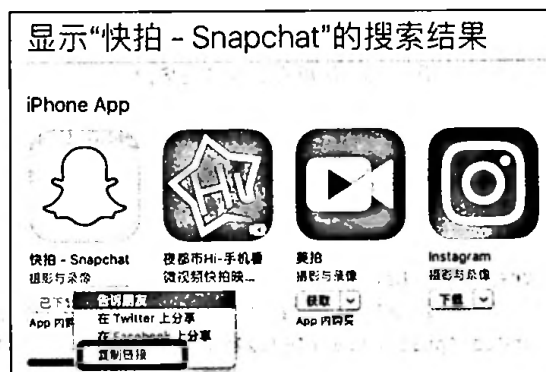 显示“快拍 – Snapchat”的搜索结果
iPhone App
Hi
快拍 - Snapchat
摄影与录像
夜都市Hi-手机看
微视频快拍映...
美拍
摄影与录像
Instagram
摄影与录像
已下
告诉朋友
在 Twitter 上分享
在 Facebook 上分享
复制链接
App 内购
获取
App 内购买
下载